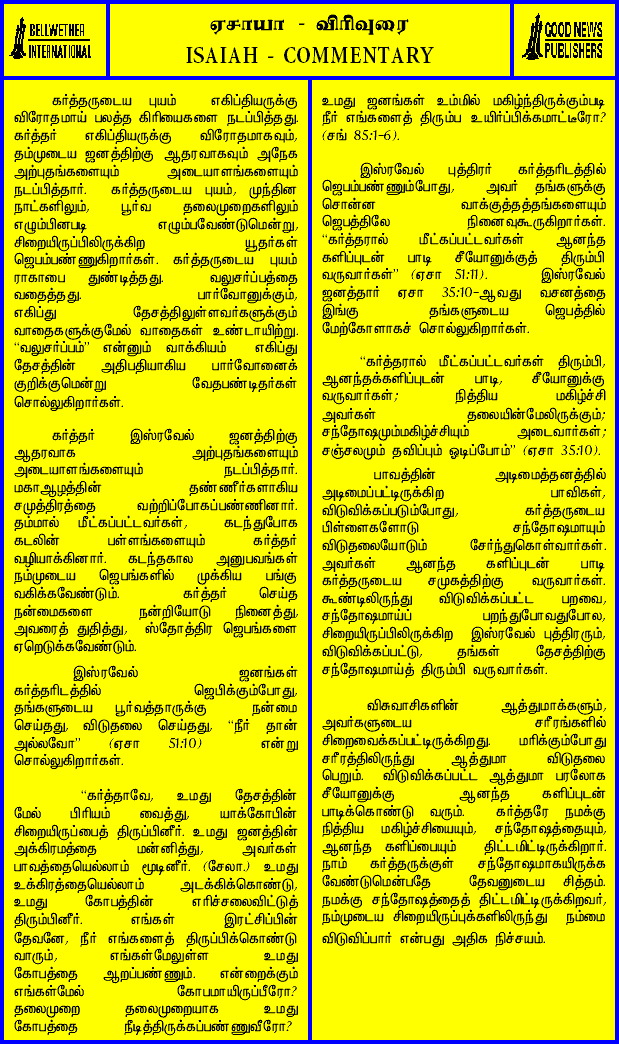 BELLWETHER
INTERNATIONAL
ஏசாயா - விரிவுரை
ISAIAH - COMMENTARY
GOOD NEWS
PUBLISHERS
கர்த்தருடைய புயம் எகிப்தியருக்கு
விரோதமாய் பலத்த கிரியைகளை நடப்பித்தது.
கர்த்தர் எகிப்தியருக்கு விரோதமாகவும்,
தம்முடைய ஜனத்திற்கு ஆதரவாகவும் அநேக
அற்புதங்களையும் அடையாளங்களையும்
நடப்பித்தார். கர்த்தருடைய புயம், முந்தின
நாட்களிலும், பூர்வ தலைமுறைகளிலும்
எழும்பினபடி எழும்பவேண்டுமென்று,
சிறையிருப்பிலிருக்கிற யூதர்கள்
ஜெபம்பண்ணுகிறார்கள். கர்த்தருடைய புயம்
ராகாபை துண்டித்தது. வலுசர்ப்பத்தை
வதைத்தது. பார்வோனுக்கும்,
எகிப்து தேசத்திலுள்ளவர்களுக்கும்
வாதைகளுக்குமேல் வாதைகள் உண்டாயிற்று.
“வலுசர்ப்பம்” என்னும் வாக்கியம் எகிப்து
தேசத்தின் அதிபதியாகிய பார்வோனைக்
குறிக்குமென்று வேதபண்டிதர்கள்
சொல்லுகிறார்கள்.
கர்த்தர் இஸ்ரவேல் ஜனத்திற்கு
ஆதரவாக அற்புதங்களையும்
அடையாளங்களையும் நடப்பித்தார்.
மகாஆழத்தின் தண்ணீர்களாகிய
சமுத்திரத்தை வற்றிப்போகப்பண்ணினார்.
தம்மால் மீட்கப்பட்டவர்கள், கடந்துபோக
கடலின் பள்ளங்களையும் கர்த்தர்
வழியாக்கினார். கடந்தகால அனுபவங்கள்
நம்முடைய ஜெபங்களில் முக்கிய பங்கு
வகிக்கவேண்டும். கர்த்தர் செய்த
நன்மைகளை நன்றியோடு நினைத்து,
அவரைத் துதித்து, ஸ்தோத்திர ஜெபங்களை
ஏறெடுக்கவேண்டும்.
இஸ்ரவேல் ஜனங்கள்
கர்த்தரிடத்தில் ஜெபிக்கும்போது,
தங்களுடைய பூர்வத்தாருக்கு நன்மை
செய்தது, விடுதலை செய்தது, “நீர் தான்
அல்லவோ” (ஏசா 51:10) என்று
சொல்லுகிறார்கள்.
“கர்த்தாவே, உமது தேசத்தின்
மேல் பிரியம் வைத்து, யாக்கோபின்
சிறையிருப்பைத் திருப்பினீர். உமது ஜனத்தின்
அக்கிரமத்தை மன்னித்து, அவர்கள்
பாவத்தையெல்லாம் மூடினீர். (சேலா.) உமது
உக்கிரத்தையெல்லாம் அடக்கிக்கொண்டு,
உமது கோபத்தின் எரிச்சலைவிட்டுத்
திரும்பினீர். எங்கள் இரட்சிப்பின்
தேவனே, நீர் எங்களைத் திருப்பிக்கொண்டு
வாரும், எங்கள்மேலுள்ள உமது
கோபத்தை ஆறப்பண்ணும். என்றைக்கும்
எங்கள்மேல் கோபமாயிருப்பீரோ?
தலைமுறை தலைமுறையாக உமது
கோபத்தை நீடித்திருக்கப்பண்ணுவீரோ?
உமது ஜனங்கள் உம்மில் மகிழ்ந்திருக்கும்படி
நீர் எங்களைத் திரும்ப உயிர்ப்பிக்கமாட்டீரோ?
(சங் 85:1-6).
இஸ்ரவேல் புத்திரர் கர்த்தரிடத்தில்
ஜெபம்பண்ணும்போது, அவர் தங்களுக்கு
சொன்ன வாக்குத்தத்தங்களையும்
ஜெபத்திலே நினைவுகூருகிறார்கள்.
“கர்த்தரால் மீட்கப்பட்டவர்கள் ஆனந்த
களிப்புடன் பாடி சீயோனுக்குத் திரும்பி
வருவார்கள்” (ஏசா 51:11). இஸ்ரவேல்
ஜனத்தார் ஏசா 35:10-ஆவது வசனத்தை
இங்கு தங்களுடைய ஜெபத்தில்
மேற்கோளாகச் சொல்லுகிறார்கள்.
“கர்த்தரால் மீட்கப்பட்டவர்கள் திரும்பி,
ஆனந்தக்களிப்புடன் பாடி, சீயோனுக்கு
வருவார்கள்; நித்திய மகிழ்ச்சி
அவர்கள் தலையின்மேலிருக்கும்;
சந்தோஷமும்மகிழ்ச்சியும் அடைவார்கள்;
சஞ்சலமும் தவிப்பும் ஓடிப்போம்” (ஏசா 35:10).
பாவத்தின் அடிமைத்தனத்தில்
அடிமைப்பட்டிருக்கிற பாவிகள்,
விடுவிக்கப்படும்போது, கர்த்தருடைய
பிள்ளைகளோடு சந்தோஷமாயும்
விடுதலையோடும் சேர்ந்துகொள்வார்கள்.
அவர்கள் ஆனந்த களிப்புடன் பாடி
கர்த்தருடைய சமுகத்திற்கு வருவார்கள்.
கூண்டிலிருந்து விடுவிக்கப்பட்ட பறவை,
சந்தோஷமாய்ப் பறந்துபோவதுபோல,
சிறையிருப்பிலிருக்கிற இஸ்ரவேல் புத்திரரும்,
விடுவிக்கப்பட்டு, தங்கள் தேசத்திற்கு
சந்தோஷமாய்த் திரும்பி வருவார்கள்.
விசுவாசிகளின் ஆத்துமாக்களும்,
அவர்களுடைய சரீரங்களில்
சிறைவைக்கப்பட்டிருக்கிறது. மரிக்கும்போது
சரீரத்திலிருந்து ஆத்துமா விடுதலை
பெறும். விடுவிக்கப்பட்ட ஆத்துமா பரலோக
சீயோனுக்கு ஆனந்த களிப்புடன்
பாடிக்கொண்டு வரும். கர்த்தரே நமக்கு
நித்திய மகிழ்ச்சியையும், சந்தோஷத்தையும்,
ஆனந்த களிப்பையும் திட்டமிட்டிருக்கிறார்.
நாம் கர்த்தருக்குள் சந்தோஷமாகயிருக்க
வேண்டுமென்பதே தேவனுடைய சித்தம்.
நமக்கு சந்தோஷத்தைத் திட்டமிட்டிருக்கிறவர்,
நம்முடைய சிறையிருப்புக்களிலிருந்து நம்மை
விடுவிப்பார் என்பது அதிக நிச்சயம்.